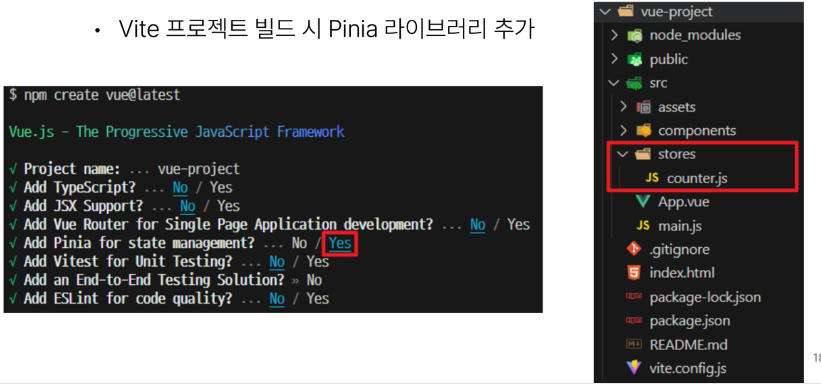 • Vite 프로젝트 빌드 시 Pinia 라이브러리 추가
$ npm create vue@latest
Vue.js - The Progressive JavaScript Framework
√ Project name: ... vue-project
√ Add TypeScript? ... No / Yes
√ Add JSX Support? ... No / Yes
√ Add Vue Router for Single Page Application development? ... No / Yes
√ Add Pinia for state management? ... No / Yes
√ Add Vitest for Unit Testing? ... No / Yes
√ Add an End-to-End Testing Solution? » No
√ Add ESLint for code quality? ... No / Yes
vue-project
node_modules
public
src
assets
components
stores
JS counter.js
App.vue
JS main.js
.gitignore
index.html
npm package-lock.json
npm package.json
README.md
vite.config.js
18